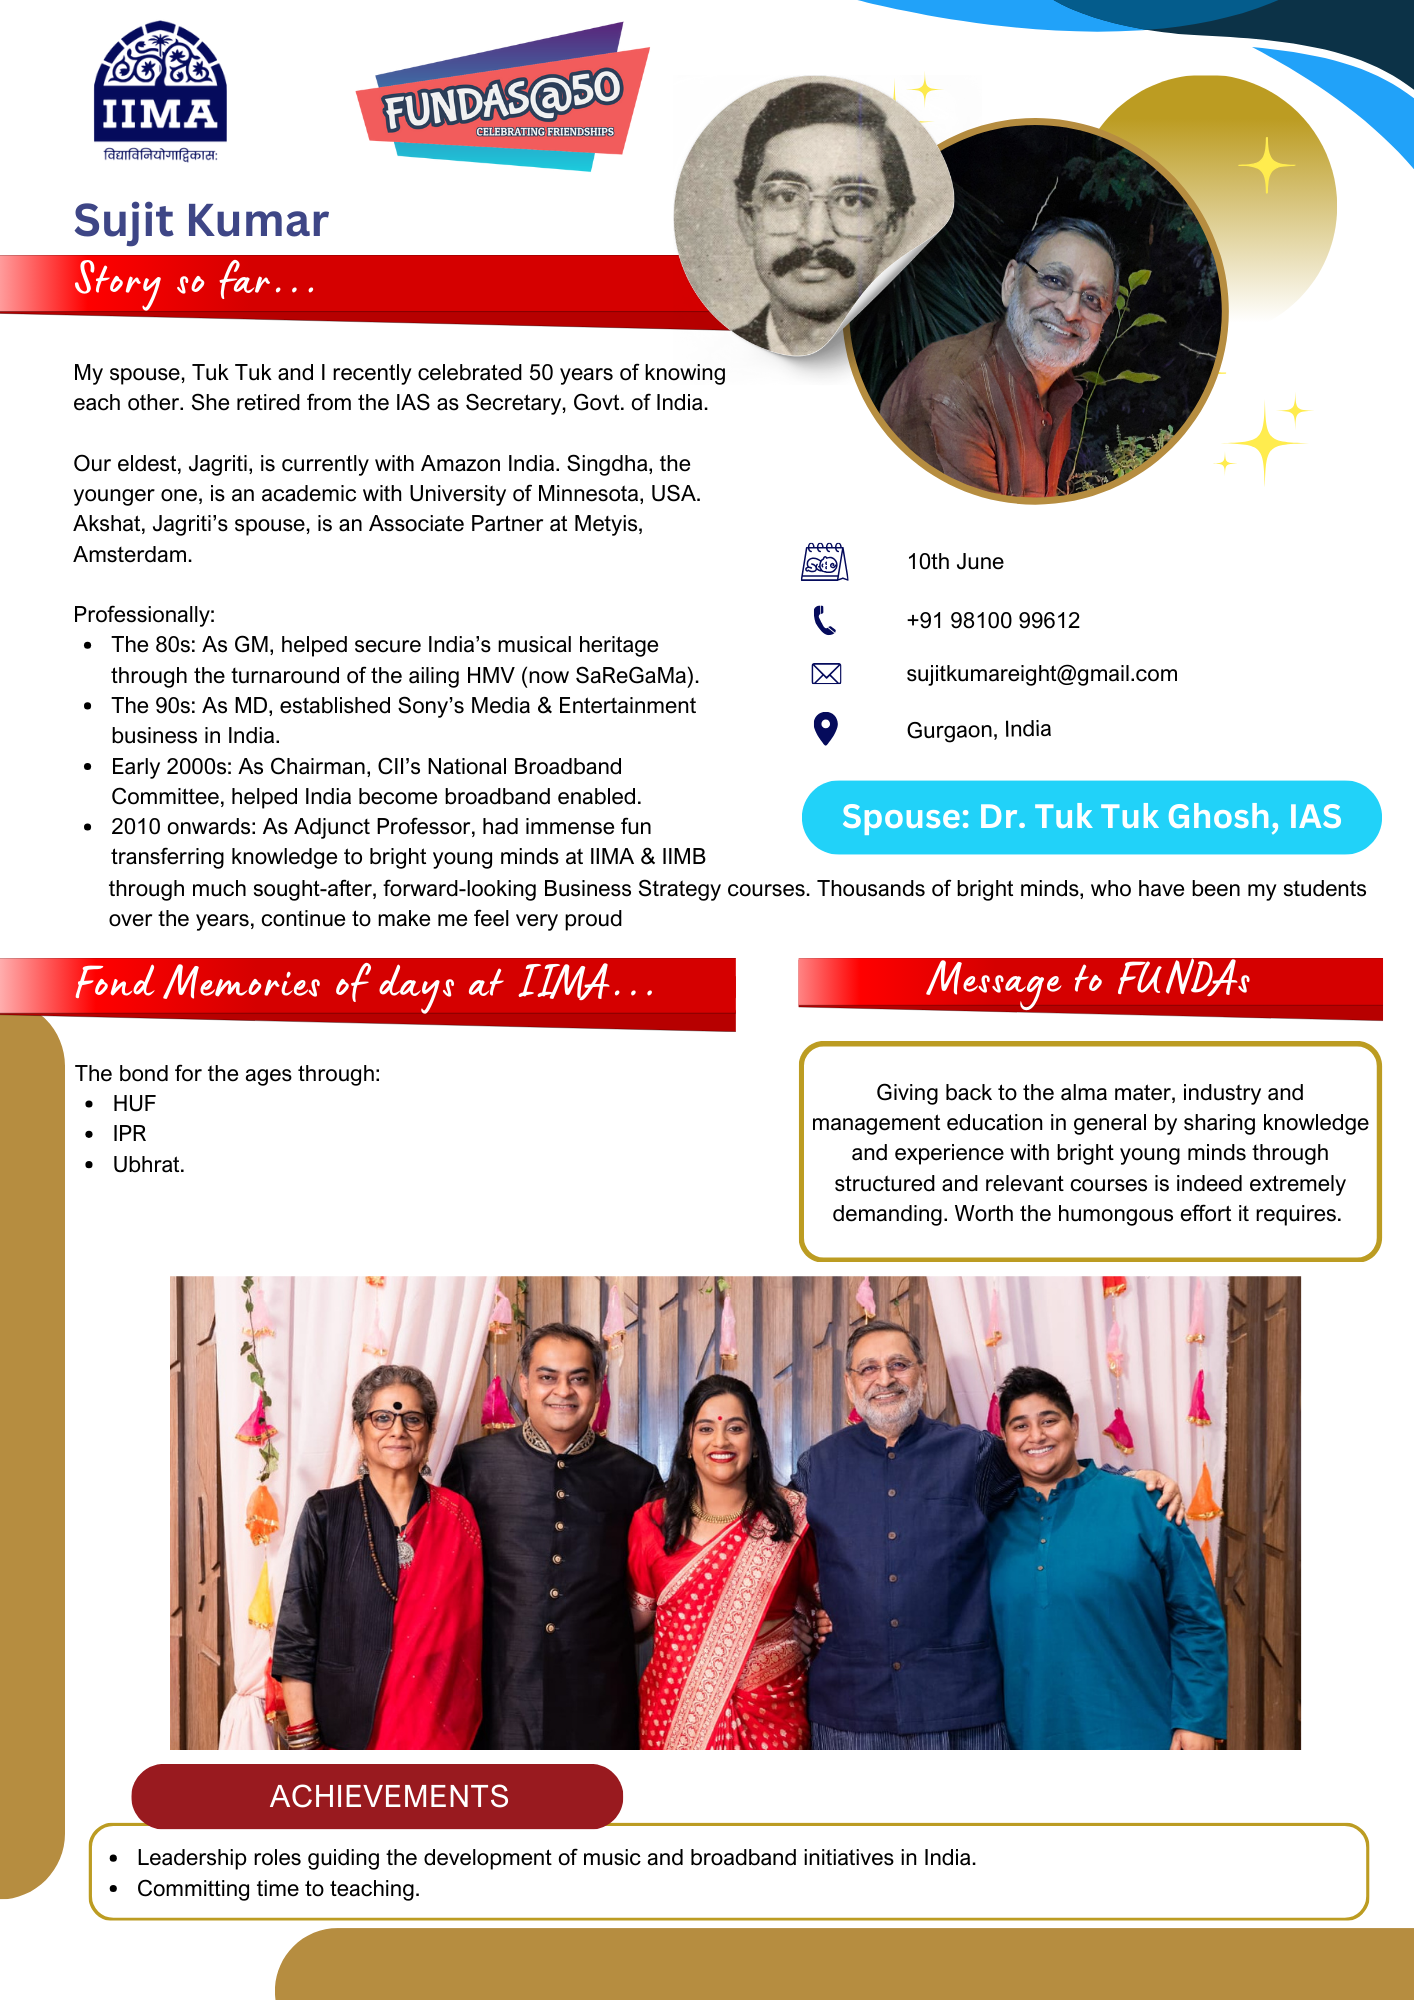 IIMA
विद्याविनियोगाद्विकास:
FUNDAS@50
CELEBRATING FRIENDSHIPS
Sujit Kumar
Story so far...
My spouse, Tuk Tuk and I recently celebrated 50 years of knowing
each other. She retired from the IAS as Secretary, Govt. of India.
Our eldest, Jagriti, is currently with Amazon India. Singdha, the
younger one, is an academic with University of Minnesota, USA.
Akshat, Jagriti’s spouse, is an Associate Partner at Metyis,
Amsterdam.
Professionally:
• The 80s: As GM, helped secure India’s musical heritage
through the turnaround of the ailing HMV (now SaReGaMa).
• The 90s: As MD, established Sony’s Media & Entertainment
business in India.
• Early 2000s: As Chairman, CII’s National Broadband
Committee, helped India become broadband enabled.
• 2010 onwards: As Adjunct Professor, had immense fun
transferring knowledge to bright young minds at IIMA & IIMB
through much sought-after, forward-looking Business Strategy courses. Thousands of bright minds, who have been my students
over the years, continue to make me feel very proud
10th June
+91 98100 99612
sujitkumareight@gmail.com
Gurgaon, India
Spouse: Dr. Tuk Tuk Ghosh, IAS
Fond Memories of days at IIMA...
The bond for the ages through:
• HUF
• IPR
• Ubhrat.
Message to FUNDAs
Giving back to the alma mater, industry and
management education in general by sharing knowledge
and experience with bright young minds through
structured and relevant courses is indeed extremely
demanding. Worth the humongous effort it requires.
ACHIEVEMENTS
• Leadership roles guiding the development of music and broadband initiatives in India.
• Committing time to teaching.